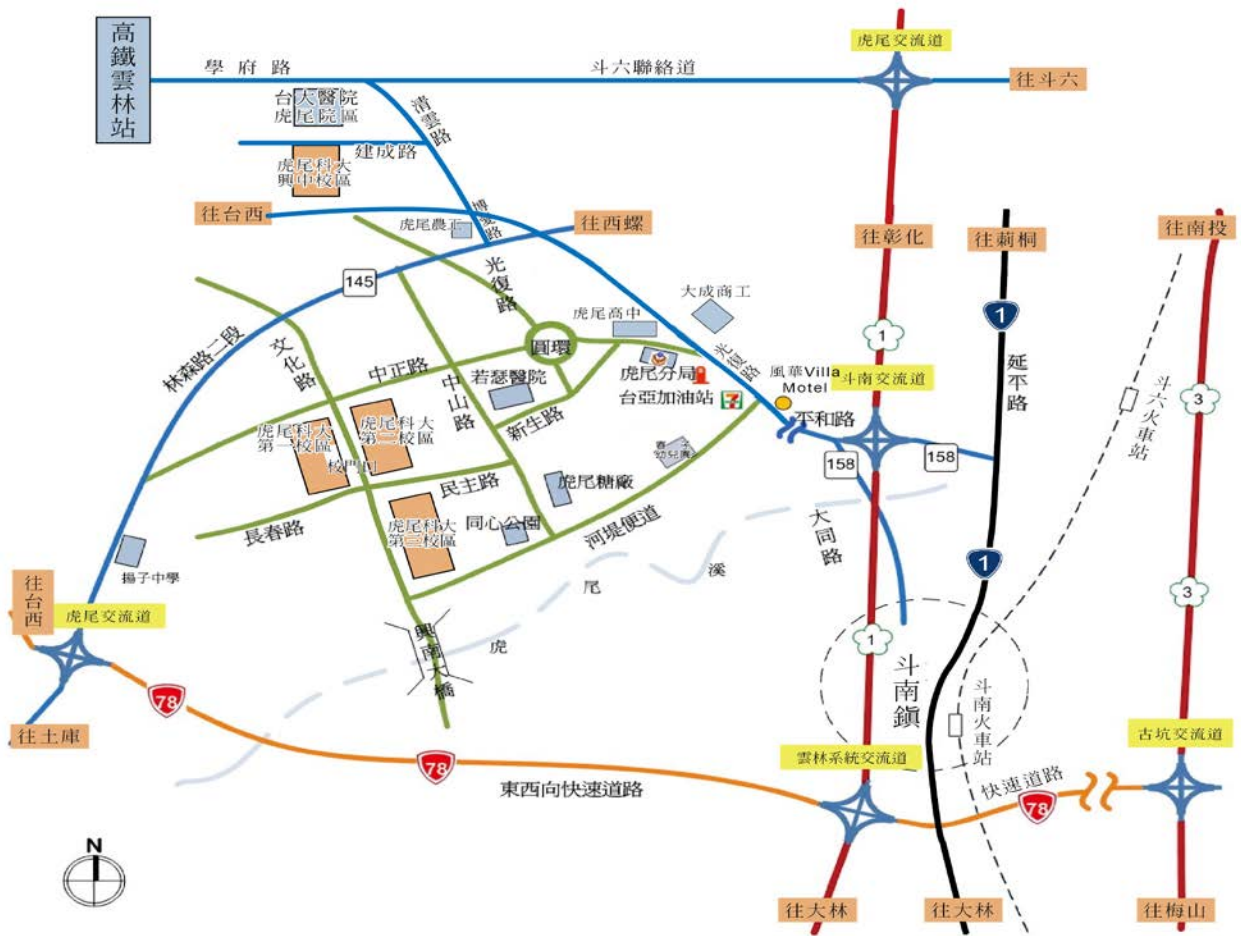 高鐵雲林站
虎尾交流道
學府路
斗六聯絡道
往斗六
台大醫院
虎尾院區
清雲路
建成路
虎尾科大
興中校區
往台西
博愛路
往西螺
虎尾農工
往彰化
往莿桐
往南投
145
光復路
大成商工
虎尾高中
1
1
圓環
林森路二段
文化路
中正路
中山路
若瑟醫院
虎尾分局
光復路
風華Villa
Motel
斗南交流道
延平路
斗六火車站
3
台亞加油站
7
ELEVEN
平和路
新生路
虎尾科大
第一校區
校門口
虎尾科大
第二校區
158
158
幼兒園
民主路
虎尾糖廠
長春路
虎尾科大
第三校區
同心公園
河堤便道
大同路
揚子中學
虎尾溪
1
3
往台西
虎尾交流道
興南大橋
1
斗南鎮
斗南火車站
78
往土庫
78
東西向快速道路
雲林系統交流道
快速道路
78
古坑交流道
N
往大林
往大林
往梅山